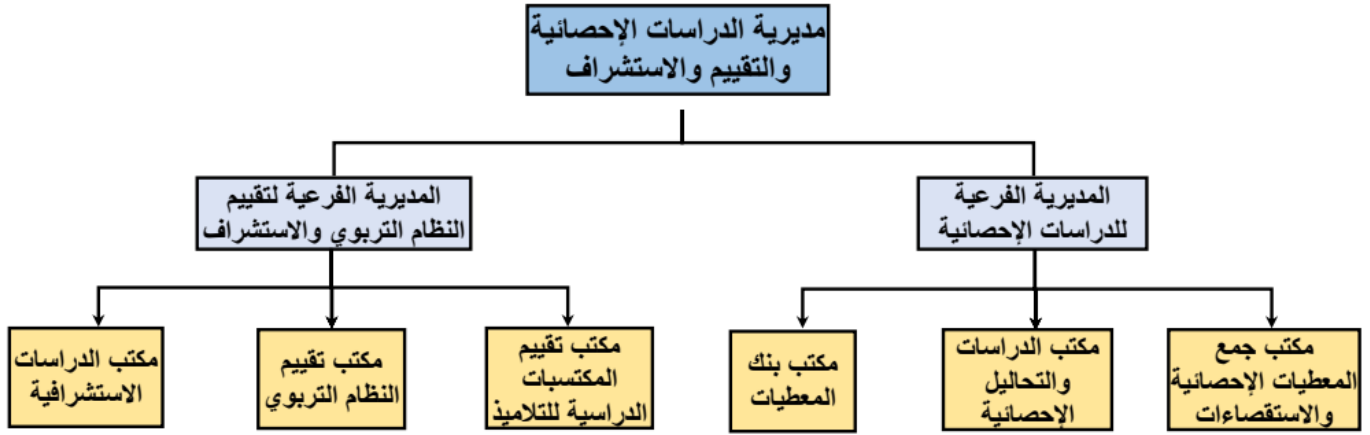 مديرية الدراسات الإحصائية
والتقييم والاستشراف
المديرية الفرعية
للدراسات الإحصائية
المديرية الفرعية لتقييم
النظام التربوي والاستشراف
مكتب جمع
المعطيات الإحصائية
والاستقصاءات
مكتب الدراسات
والتحاليل
الإحصائية
مكتب بنك
المعطيات
مكتب تقييم
المكتسبات
الدراسية للتلاميذ
مكتب تقييم
النظام التربوي
مكتب الدراسات
الاستشرافية